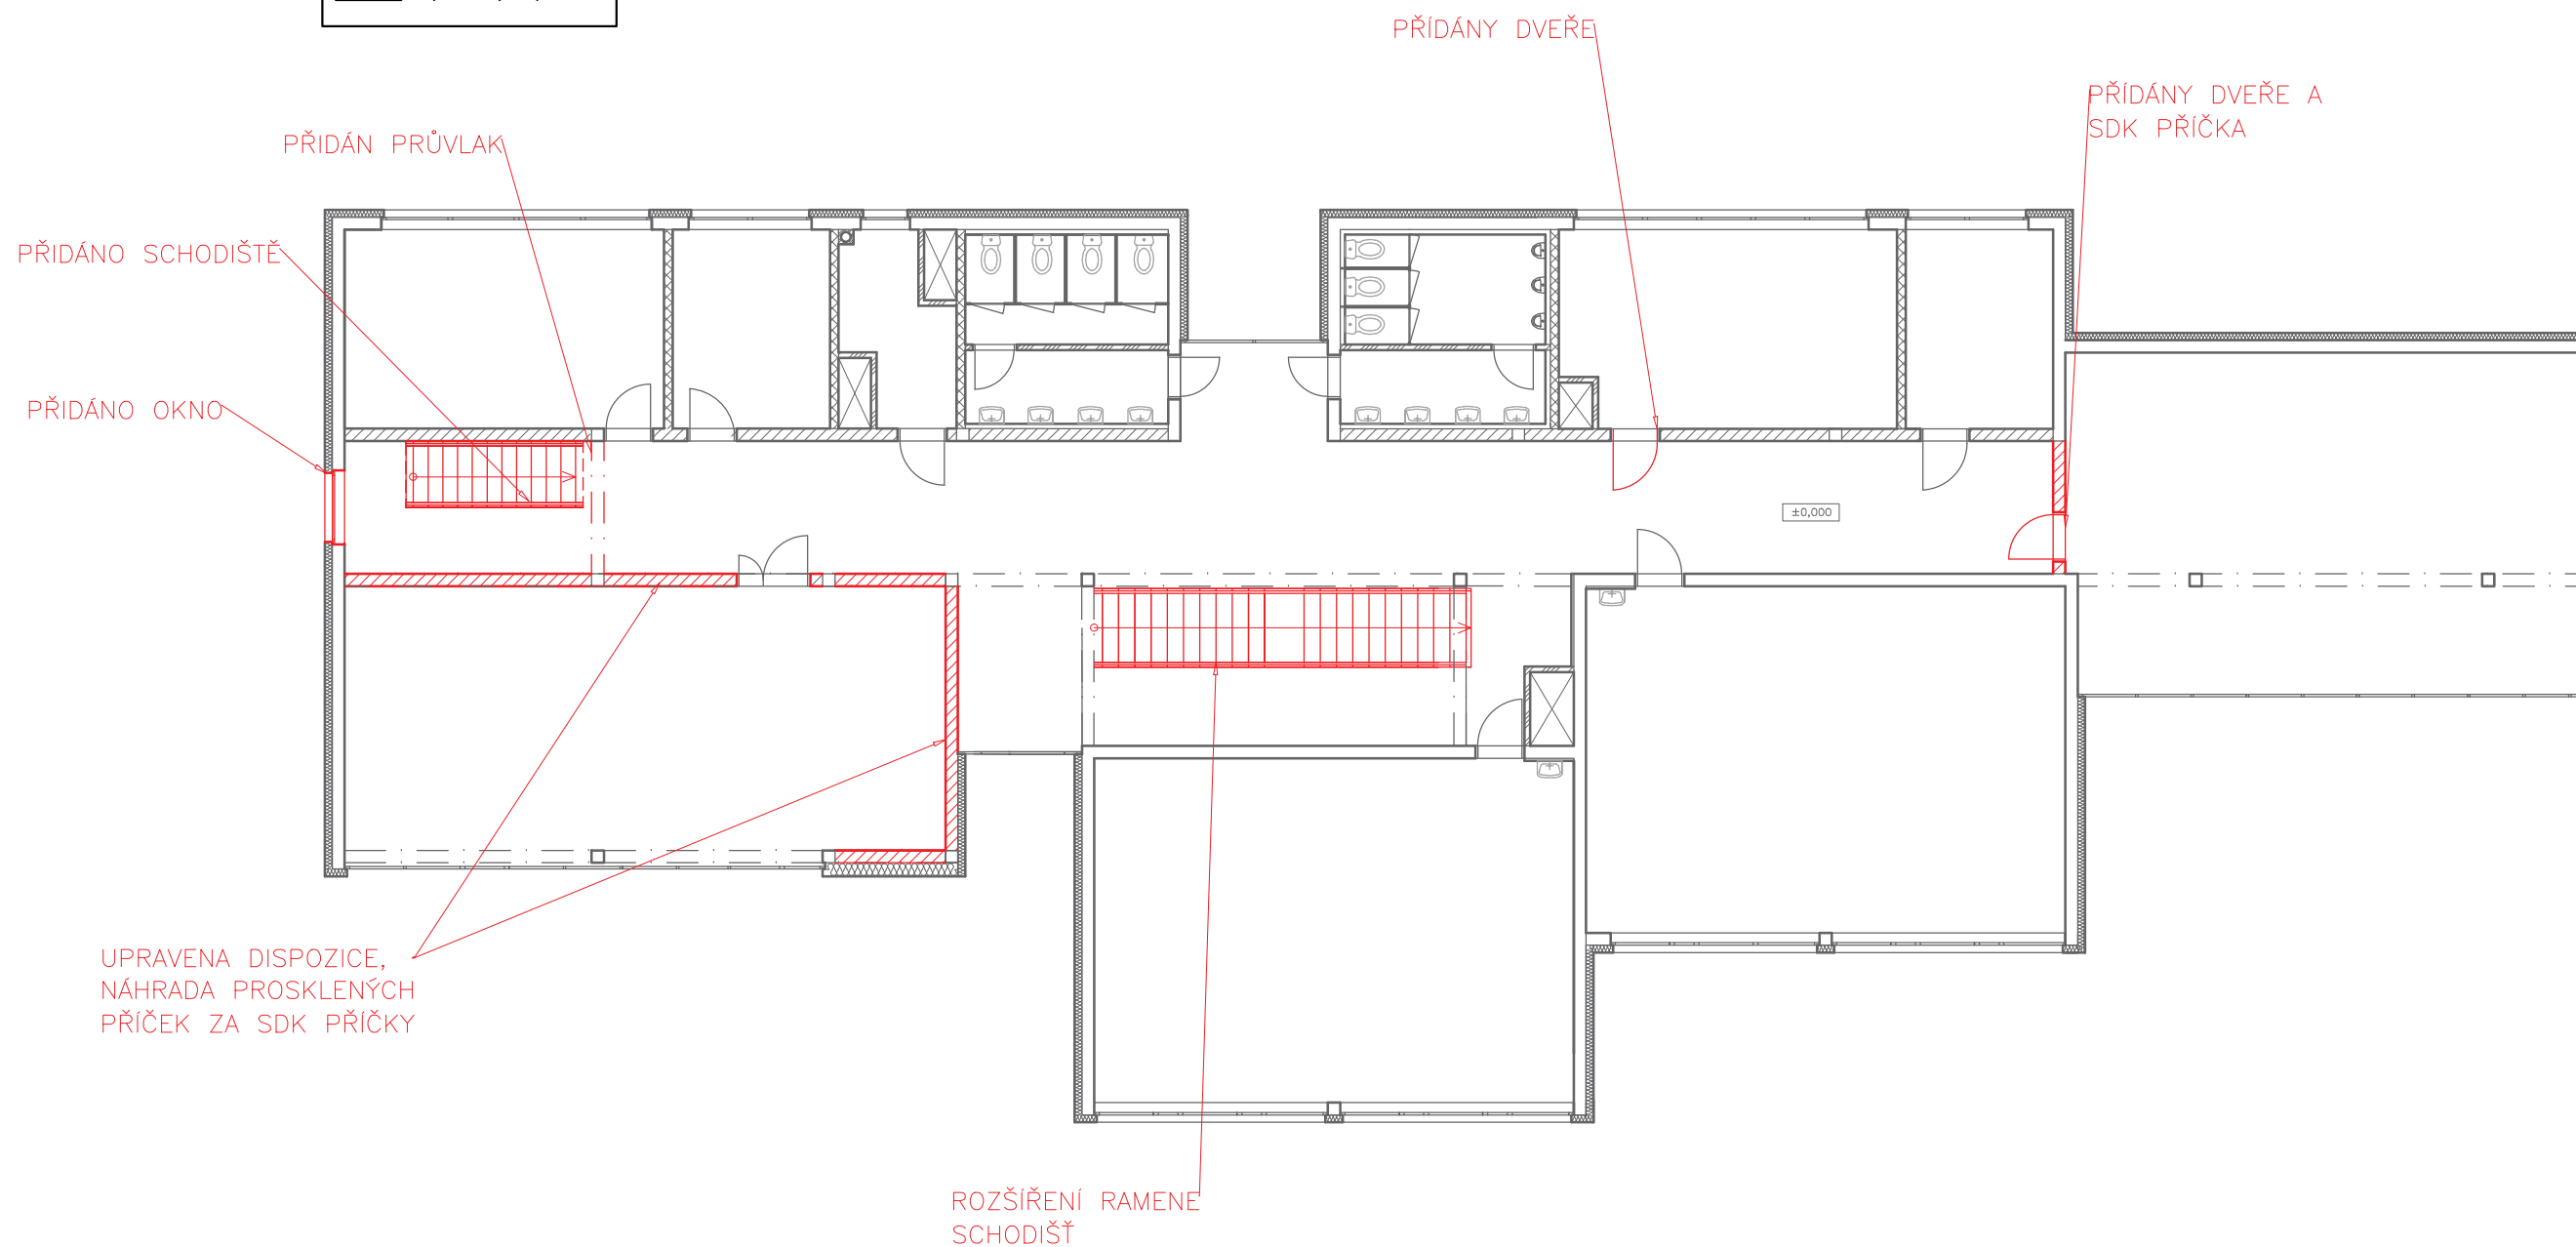 PŘÍDÁNY DVEŘE
PŘÍDÁNY DVEŘE A
SDK PŘÍČKA
PŘIDÁN PRŮVLAK
PŘIDÁNO SCHODIŠTĚ
PŘIDÁNO OKNO
±0,000
UPRAVENA DISPOZICE,
NÁHRADA PROSKLENÝCH
PŘÍČEK ZA SDK PŘÍČKY
ROZŠÍŘENÍ RAMENE
SCHODIŠŤ